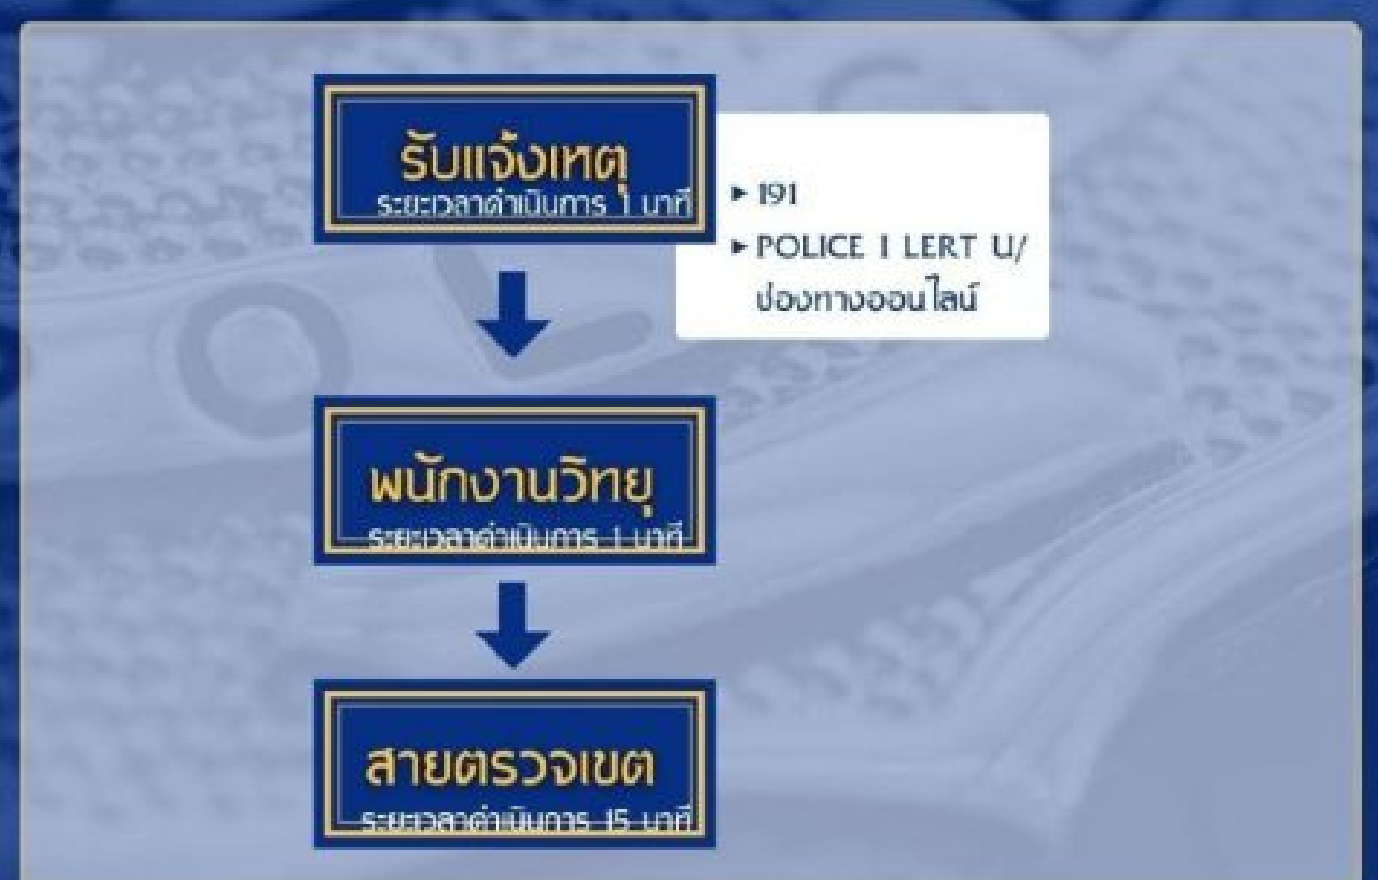 รับแจ้งเหตุ
ระยะเวลาดำเนินการ 1 นาที
▸ 191
▸ POLICE I LERT U/
ช่องทางออนไลน์
พนักงานวิทยุ
ระยะเวลาดำเนินการ 1 นาที
สายตรวจเขต
ระยะเวลาดำเนินการ 15 นาที